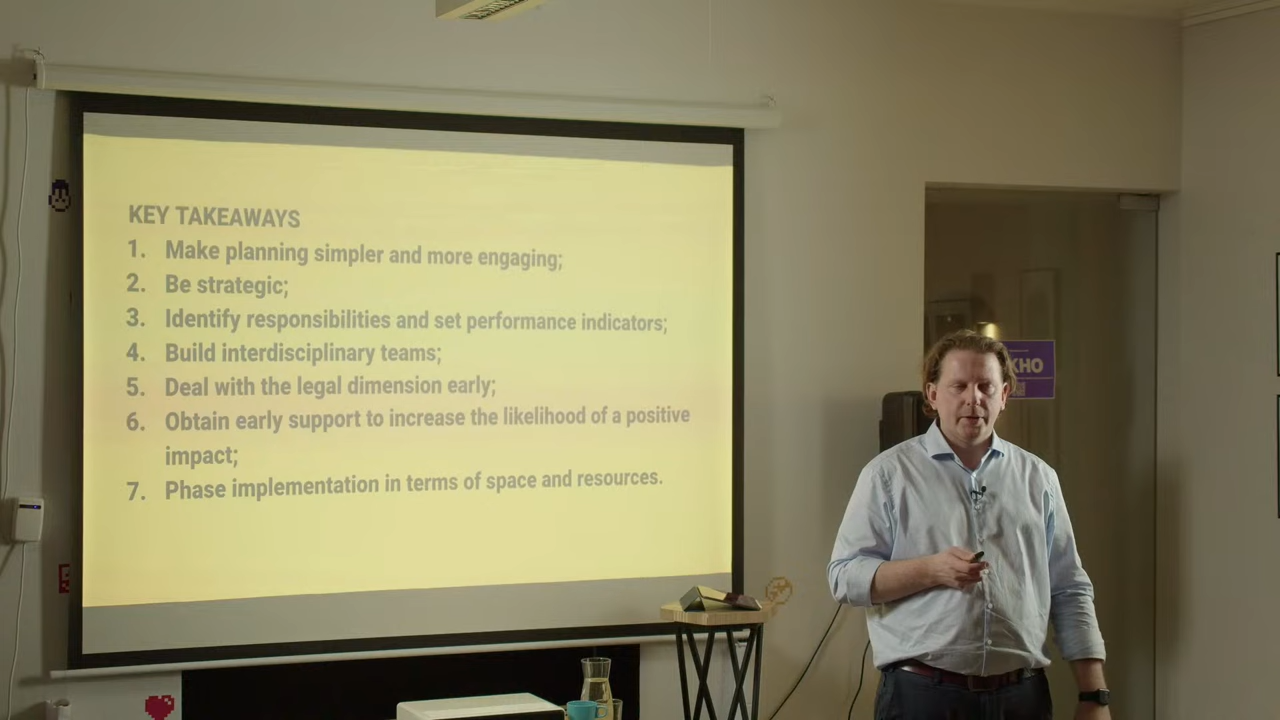 KEY TAKEAWAYS
1. Make planning simpler and more engaging;
2. Be strategic;
3. Identify responsibilities and set performance indicators;
4. Build interdisciplinary teams;
5. Deal with the legal dimension early;
6. Obtain early support to increase the likelihood of a positive
impact;
7. Phase implementation in terms of space and resources.
KHO